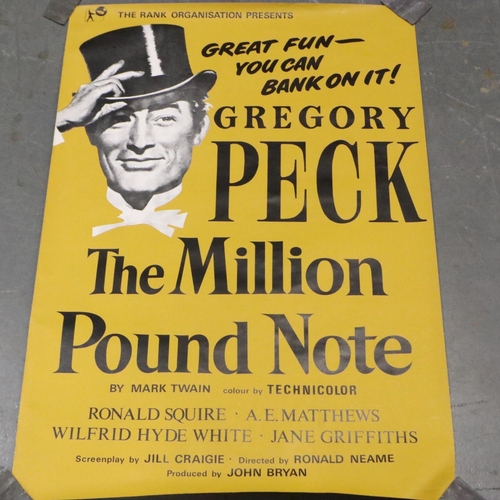 THE RANK ORGANISATION PRESENTS
GREAT FUN—
YOU CAN
BANK ON IT!
GREGORY
PECK
The Million
Pound Note
BY MARK TWAIN colour by TECHNICOLOR
RONALD SQUIRE · A.E. MATTHEWS
WILFRID HYDE WHITE · JANE GRIFFITHS
Screenplay by JILL CRAIGIE · Directed by RONALD NEAME
Produced by JOHN BRYAN